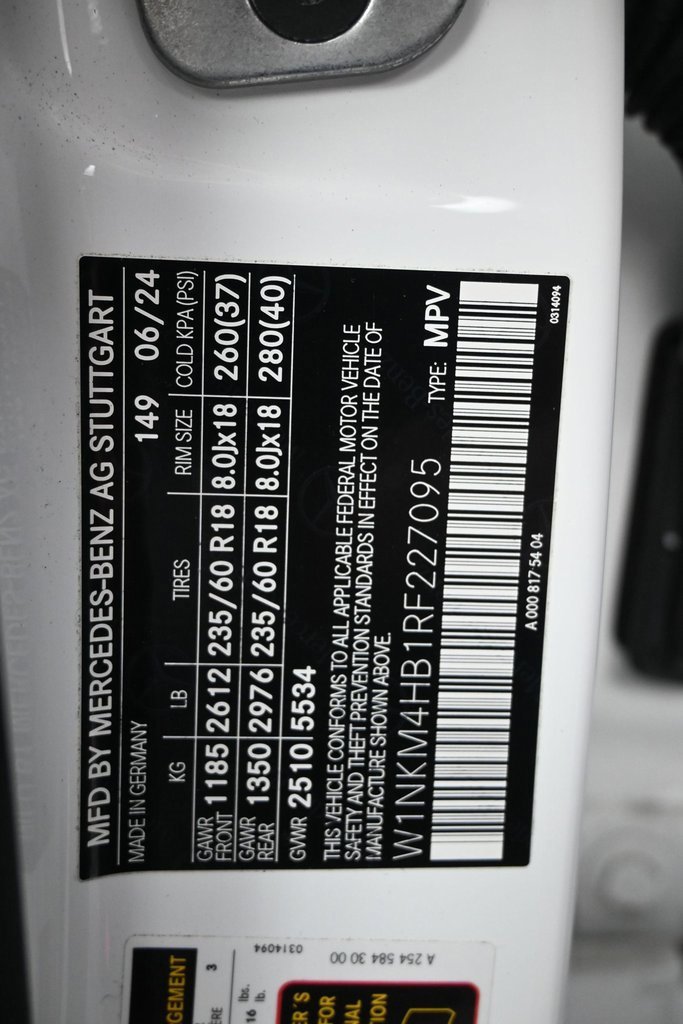 MFD BY MERCEDES-BENZ AG STUTTGART
MADE IN GERMANY 149 06/24
KG LB TIRES RIM SIZE COLD KPA(PSI)
GAWR FRONT 1185 2612 235/60 R18 8.0Jx18 260(37)
GAWR REAR 1350 2976 235/60 R18 8.0Jx18 280(40)
GVWR 2510 5534
THIS VEHICLE CONFORMS TO ALL APPLICABLE FEDERAL MOTOR VEHICLE
SAFETY AND THEFT PREVENTION STANDARDS IN EFFECT ON THE DATE OF
MANUFACTURE SHOWN ABOVE.
W1NKM4HB1RF227095 TYPE: MPV
A 000 817 54 04 0314094
A 254 584 30 00 0314094
3
lbs.
16 lb.